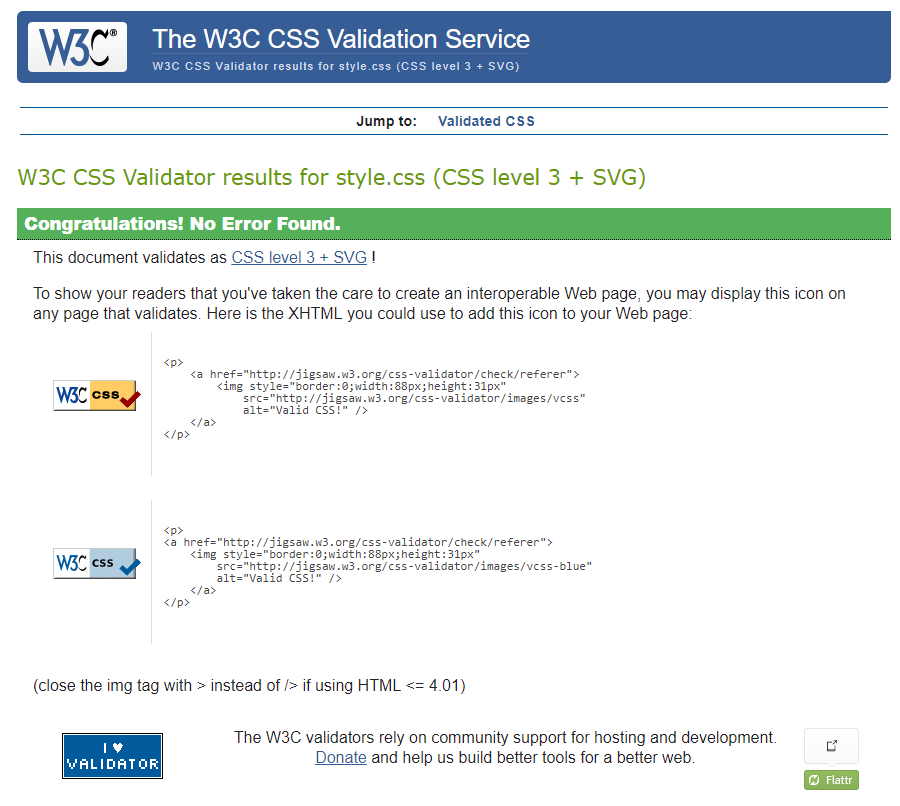 W3C®
The W3C CSS Validation Service
W3C CSS Validator results for style.css (CSS level 3 + SVG)
Jump to: Validated CSS
W3C CSS Validator results for style.css (CSS level 3 + SVG)
Congratulations! No Error Found.
This document validates as CSS level 3 + SVG !
To show your readers that you've taken the care to create an interoperable Web page, you may display this icon on
any page that validates. Here is the XHTML you could use to add this icon to your Web page:
W3C css
<p>
<a href="http://jigsaw.w3.org/css-validator/check/referer">
<img style="border:0;width:88px;height:31px"
src="http://jigsaw.w3.org/css-validator/images/vcss"
alt="Valid CSS!" />
</a>
</p>
W3C css
<p>
<a href="http://jigsaw.w3.org/css-validator/check/referer">
<img style="border:0;width:88px;height:31px"
src="http://jigsaw.w3.org/css-validator/images/vcss-blue"
alt="Valid CSS!" />
</a>
</p>
(close the img tag with > instead of /> if using HTML <= 4.01)
I ♥
VALIDATOR
The W3C validators rely on community support for hosting and development.
Donate and help us build better tools for a better web.
Flattr